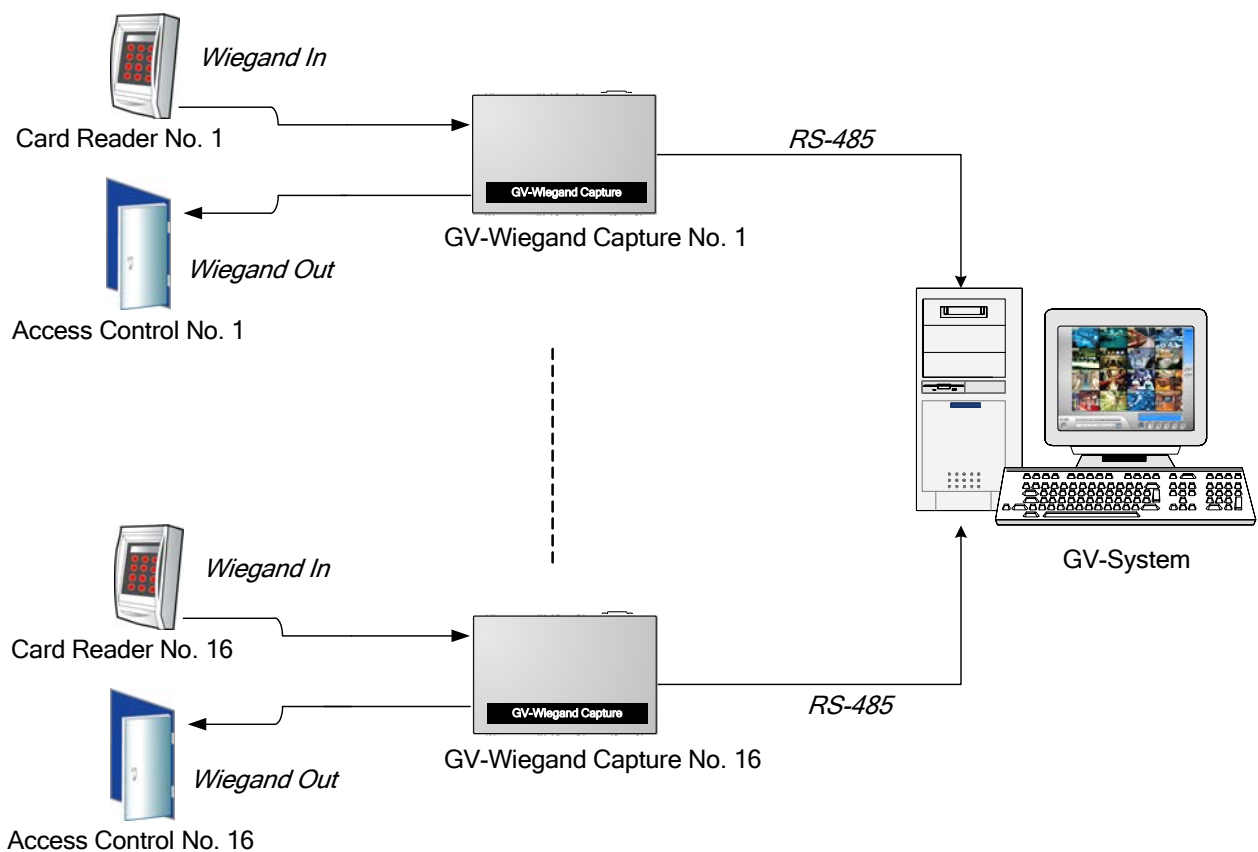 Wiegand In
Card Reader No. 1
RS-485
GV-Wiegand Capture
GV-Wiegand Capture No. 1
Wiegand Out
Access Control No. 1
GV-System
Wiegand In
Card Reader No. 16
RS-485
GV-Wiegand Capture
GV-Wiegand Capture No. 16
Wiegand Out
Access Control No. 16